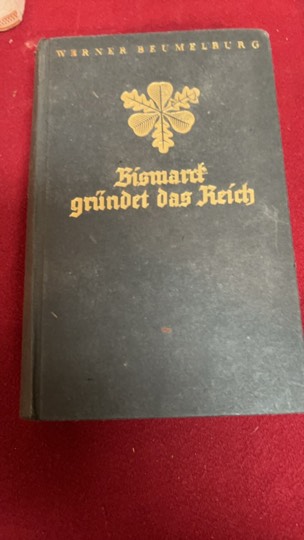 WERNER BEUMELBURG
Bismarck
gründet das Reich